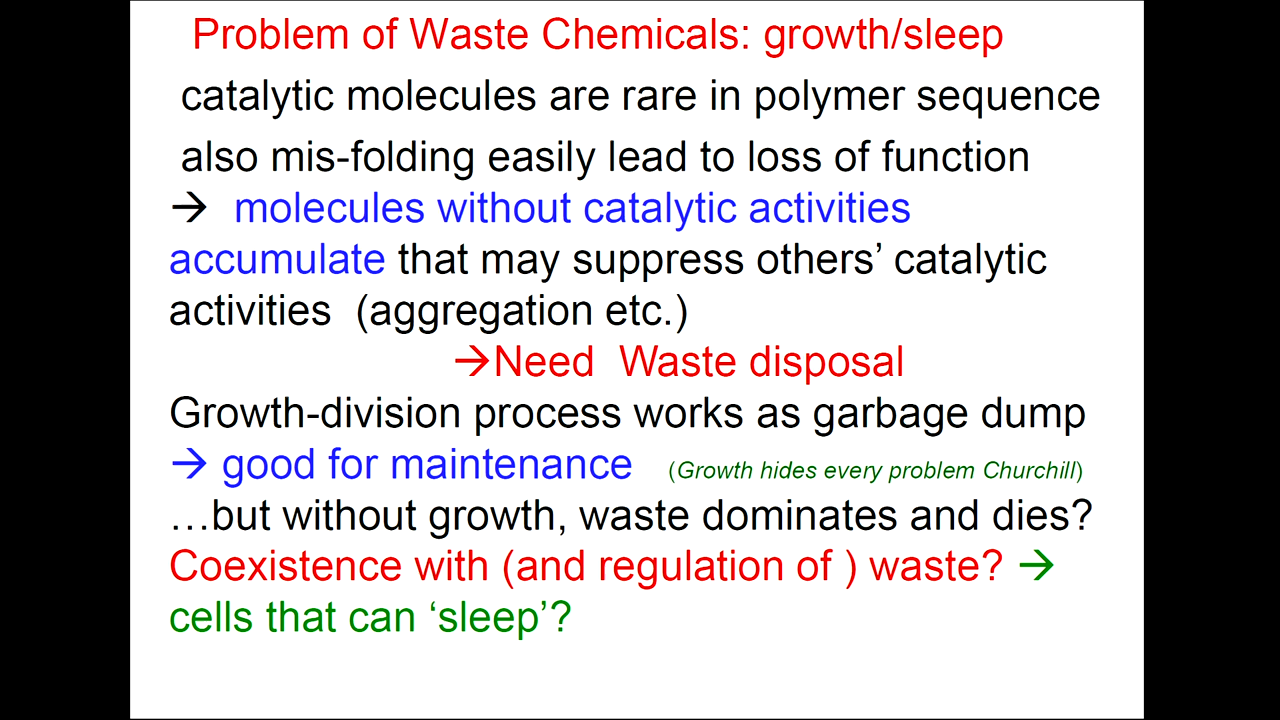 Problem of Waste Chemicals: growth/sleep
catalytic molecules are rare in polymer sequence
also mis-folding easily lead to loss of function
→ molecules without catalytic activities
accumulate that may suppress others’ catalytic
activities (aggregation etc.)
→Need Waste disposal
Growth-division process works as garbage dump
→ good for maintenance (Growth hides every problem Churchill)
…but without growth, waste dominates and dies?
Coexistence with (and regulation of ) waste? →
cells that can ‘sleep’?